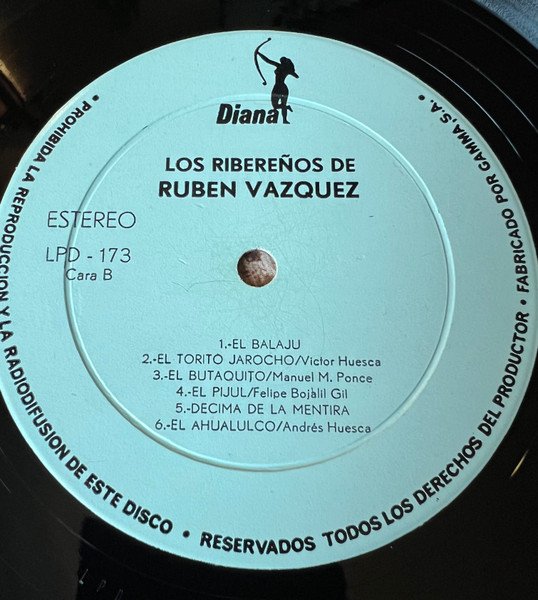 Diana
LOS RIBEREÑOS DE
RUBEN VAZQUEZ
ESTEREO
LPD - 173
Cara B
1.-EL BALAJU
2.-EL TORITO JAROCHO/Victor Huesca
3.-EL BUTAQUITO/Manuel M. Ponce
4.-EL PIJUL/Felipe Bojàlil Gil
5.-DECIMA DE LA MENTIRA
6.-EL AHUALULCO/Andrés Huesca
• PROHIBIDA LA REPRODUCCION Y LA RADIODIFUSION DE ESTE DISCO • RESERVADOS TODOS LOS DERECHOS DEL PRODUCTOR • FABRICADO POR GAMMA, S.A. •